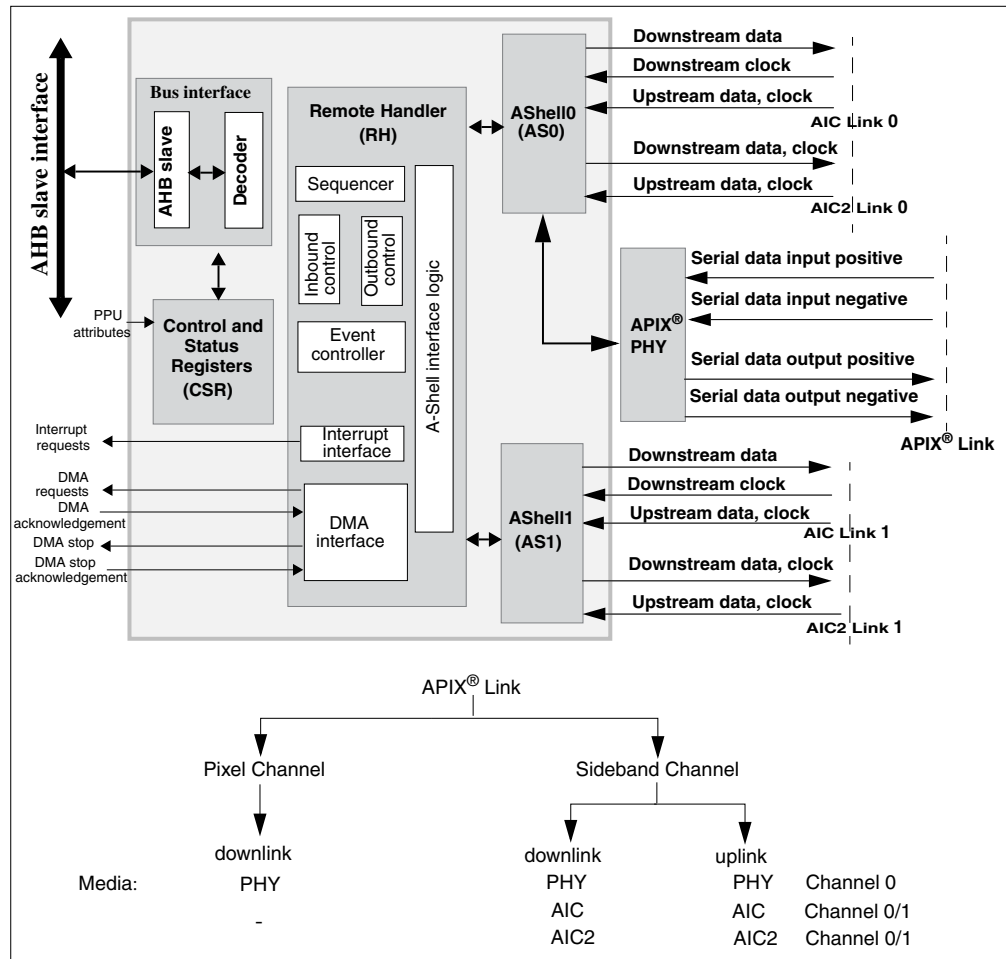 AHB slave interface
Bus interface
AHB slave
Decoder
PPU
attributes
Control and
Status
Registers
(CSR)
Interrupt
requests
DMA
requests
DMA
acknowledgement
DMA stop
DMA stop
acknowledgement
Remote Handler
(RH)
Sequencer
Inbound
control
Outbound
control
Event
controller
Interrupt
interface
DMA
interface
A-Shell interface logic
AShell0
(AS0)
Downstream data
Downstream clock
Upstream data, clock
AIC Link 0
Downstream data, clock
Upstream data, clock
AIC2 Link 0
APIX®
PHY
Serial data input positive
Serial data input negative
Serial data output positive
Serial data output negative
APIX® Link
AShell1
(AS1)
Downstream data
Downstream clock
Upstream data, clock
AIC Link 1
Downstream data, clock
Upstream data, clock
AIC2 Link 1
APIX® Link
Pixel Channel
Sideband Channel
downlink
downlink
uplink
Media: PHY PHY PHY Channel 0
- AIC AIC Channel 0/1
AIC2 AIC2 Channel 0/1